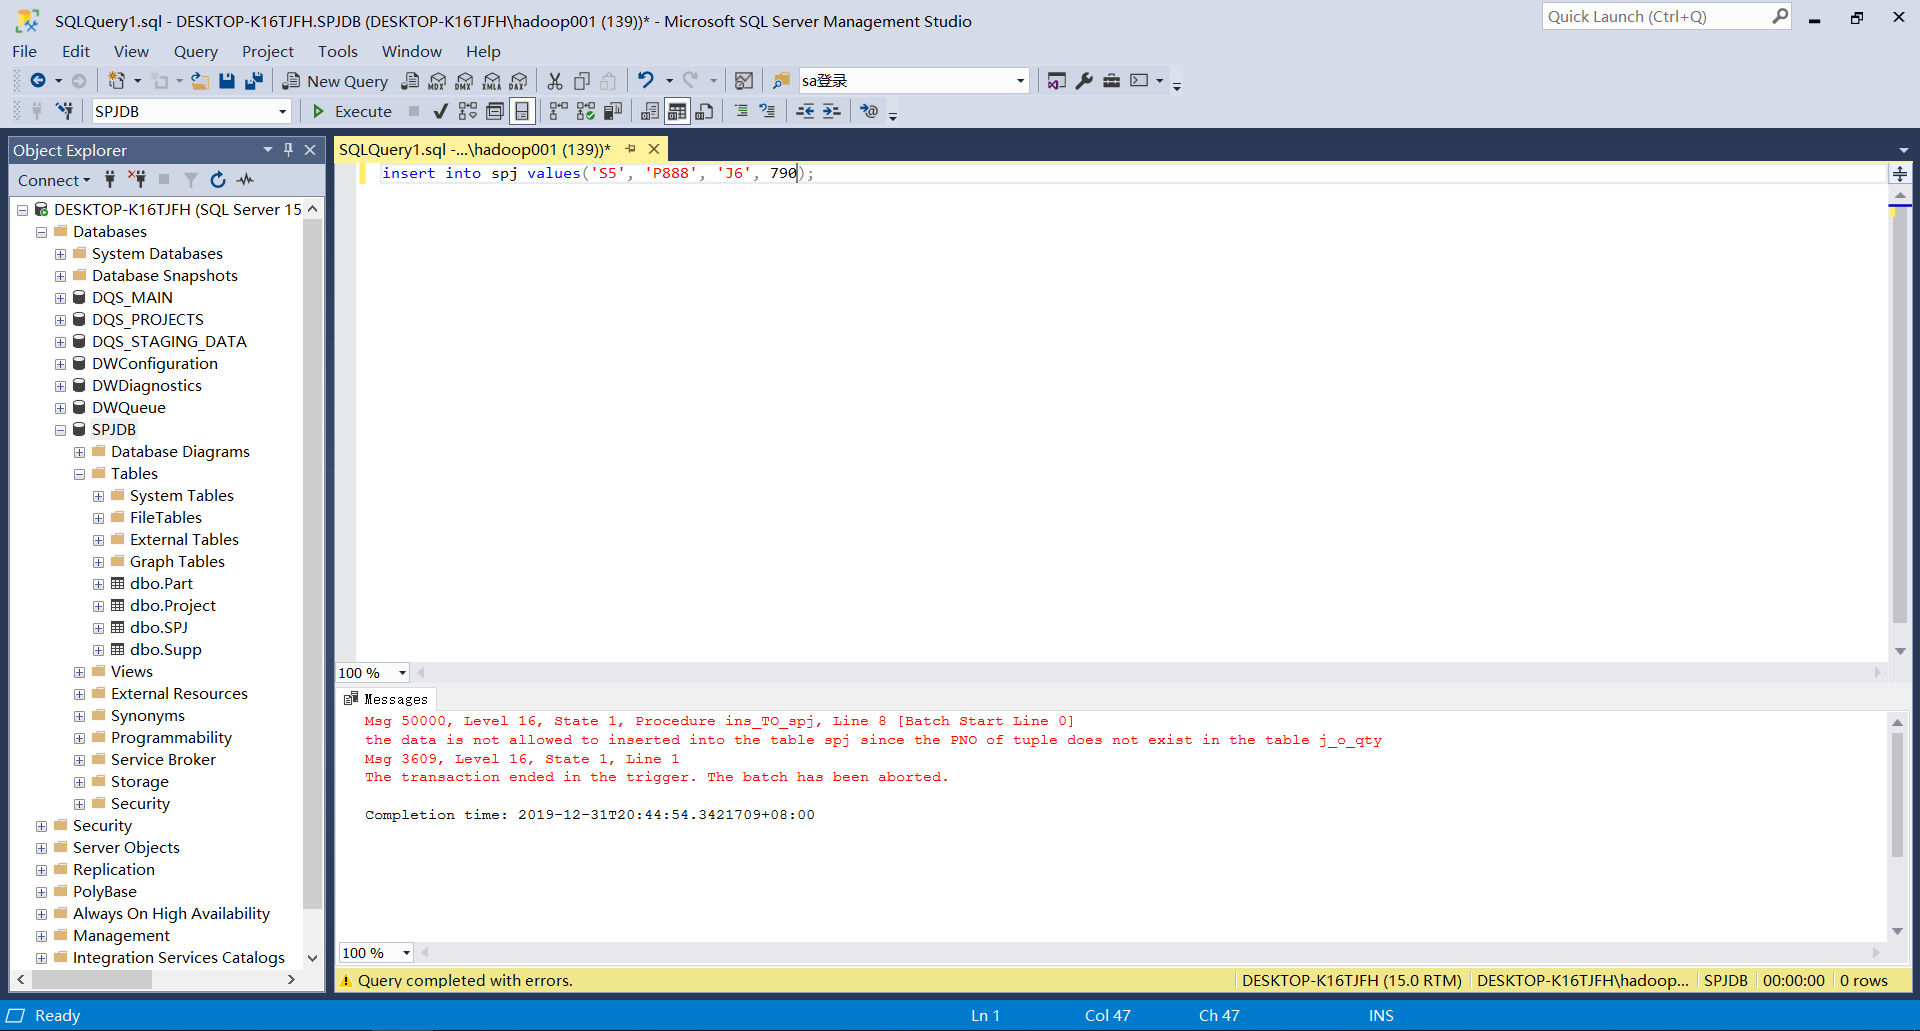 SQLQuery1.sql - DESKTOP-K16TJFH.SPJDB (DESKTOP-K16TJFH\hadoop001 (139))* - Microsoft SQL Server Management Studio
Quick Launch (Ctrl+Q)
File Edit View Query Project Tools Window Help
New Query MDX DMX XMLA DAX sa登录
SPJDB Execute
Object Explorer
SQLQuery1.sql -...\hadoop001 (139))*
Connect
insert into spj values('S5', 'P888', 'J6', 790);
DESKTOP-K16TJFH (SQL Server 15
Databases
System Databases
Database Snapshots
DQS_MAIN
DQS_PROJECTS
DQS_STAGING_DATA
DWConfiguration
DWDiagnostics
DWQueue
SPJDB
Database Diagrams
Tables
System Tables
FileTables
External Tables
Graph Tables
dbo.Part
dbo.Project
dbo.SPJ
dbo.Supp
Views
External Resources
Synonyms
Programmability
Service Broker
Storage
Security
Security
Server Objects
Replication
PolyBase
Always On High Availability
Management
Integration Services Catalogs
100 %
Messages
Msg 50000, Level 16, State 1, Procedure ins_TO_spj, Line 8 [Batch Start Line 0]
the data is not allowed to inserted into the table spj since the PNO of tuple does not exist in the table j_o_qty
Msg 3609, Level 16, State 1, Line 1
The transaction ended in the trigger. The batch has been aborted.
Completion time: 2019-12-31T20:44:54.3421709+08:00
100 %
Query completed with errors. DESKTOP-K16TJFH (15.0 RTM) DESKTOP-K16TJFH\hadoop... SPJDB 00:00:00 0 rows
Ready Ln 1 Col 47 Ch 47 INS